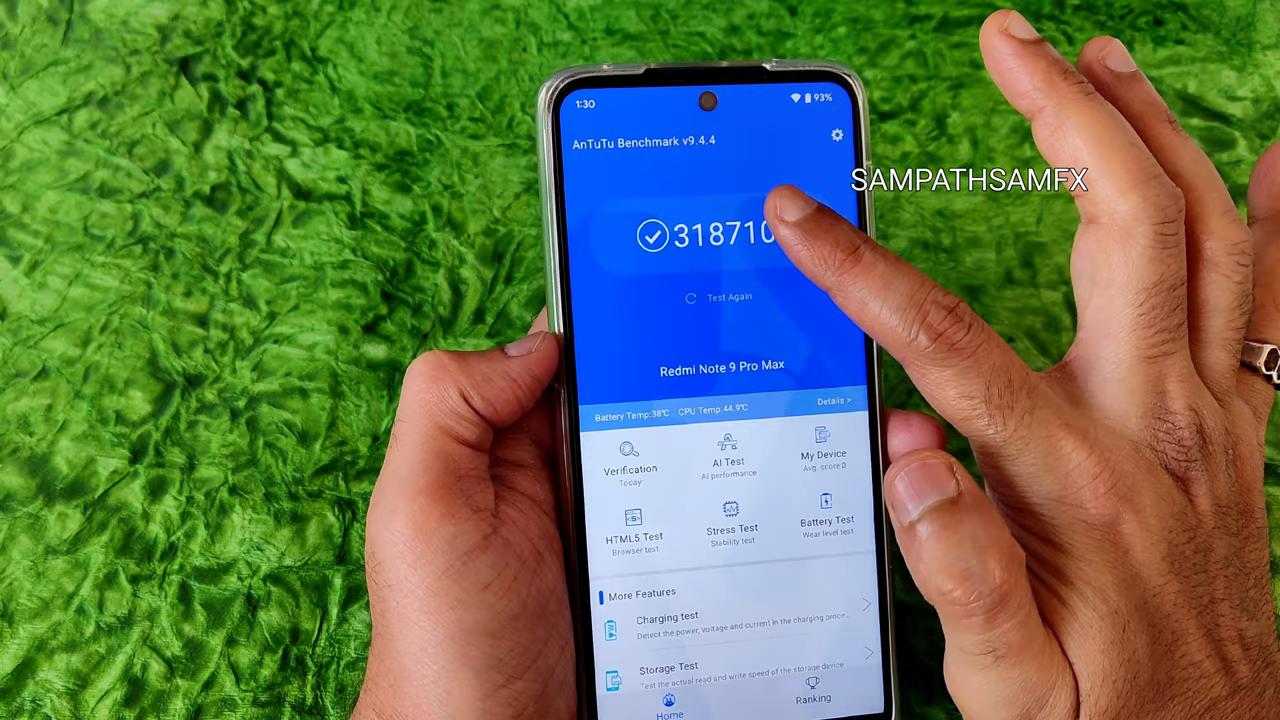 1:30
93%
AnTuTu Benchmark v9.4.4
SAMPATHSAMFX
318710
Test Again
Redmi Note 9 Pro Max
Battery Temp:38℃ CPU Temp:44.9℃ Details >
Verification
Today
AI Test
AI performance
My Device
Avg. score:0
HTML5 Test
Browser test
Stress Test
Stability test
Battery Test
Wear level test
More Features
Charging test
Detect the power, voltage and current in the charging proce...
Storage Test
Test the actual read and write speed of the storage device
Home
Ranking